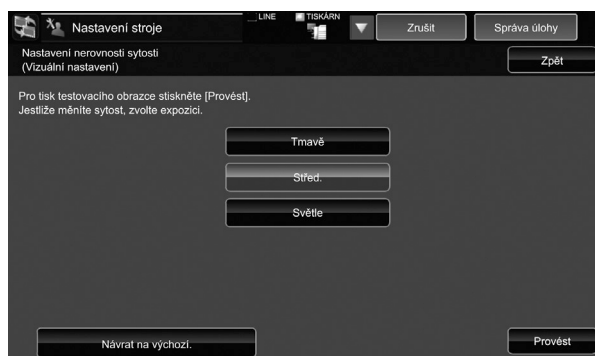 Nastavení stroje
LINE
TISKÁRN
Zrušit
Správa úlohy
Nastavení nerovnosti sytosti
(Vizuální nastavení)
Zpět
Pro tisk testovacího obrazce stiskněte [Provést].
Jestliže měníte sytost, zvolte expozici.
Tmavě
Střed.
Světle
Návrat na výchozí.
Provést